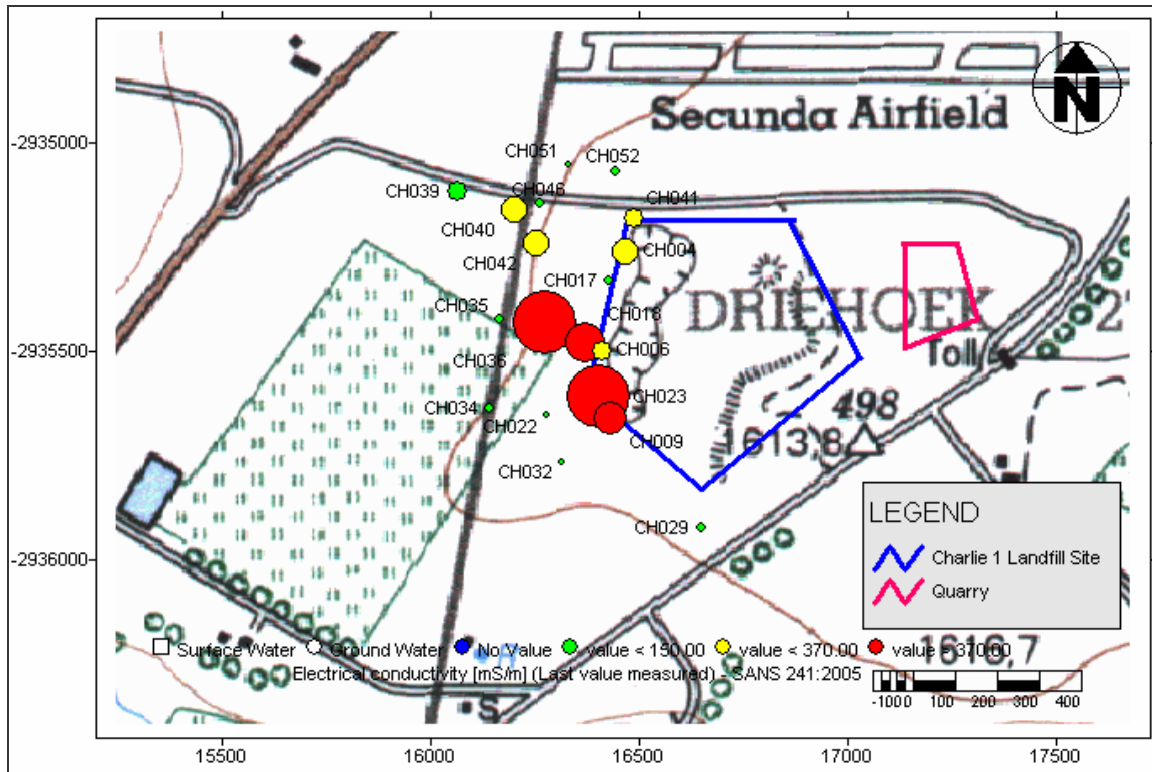 N
Secunda Airfield
-2935000
CH051
CH052
CH039
CH046
CH041
CH040
CH004
CH042
CH017
DRIEHOEK
2
CH035
CH018
-2935500
CH006
Toll
CH036
CH023
CH034
498
CH022
CH009
1613,8
CH032
LEGEND
CH029
Charlie 1 Landfill Site
-2936000
Quarry
1616,7
Surface Water Ground Water No Value value < 150.00 value < 370.00 value > 370.00
Electrical conductivity [mS/m] (Last value measured) - SANS 241:2005
-100 0 100 200 300 400
S
15500 16000 16500 17000 17500